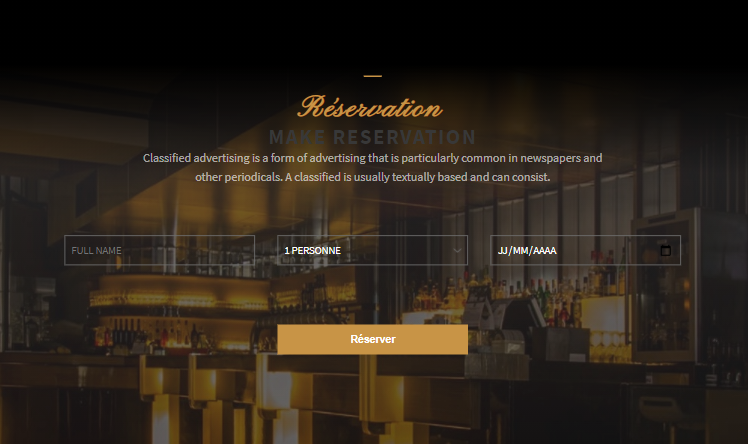 Réservation
MAKE RESERVATION
Classified advertising is a form of advertising that is particularly common in newspapers and
other periodicals. A classified is usually textually based and can consist.
FULL NAME
1 PERSONNE
JJ/MM/AAAA
Réserver